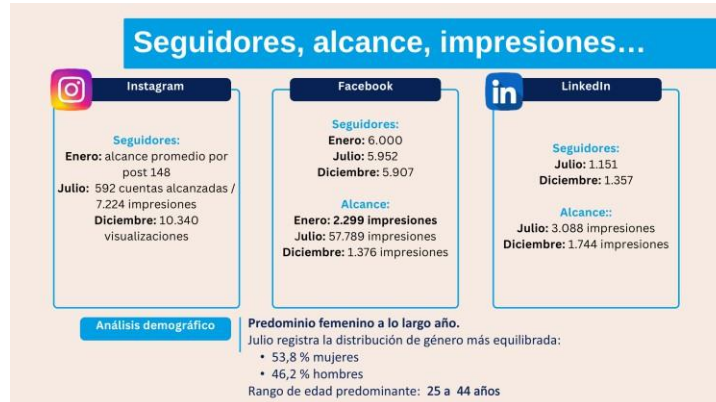 Seguidores, alcance, impresiones...
Instagram
Seguidores:
Enero: alcance promedio por
post 148
Julio: 592 cuentas alcanzadas /
7.224 impresiones
Diciembre: 10.340
visualizaciones
Facebook
Seguidores:
Enero: 6.000
Julio: 5.952
Diciembre: 5.907
Alcance:
Enero: 2.299 impresiones
Julio: 57.789 impresiones
Diciembre: 1.376 impresiones
in
LinkedIn
Seguidores:
Julio: 1.151
Diciembre: 1.357
Alcance::
Julio: 3.088 impresiones
Diciembre: 1.744 impresiones
Análisis demográfico
Predominio femenino a lo largo año.
Julio registra la distribución de género más equilibrada:
• 53,8 % mujeres
• 46,2 % hombres
Rango de edad predominante: 25 a 44 años